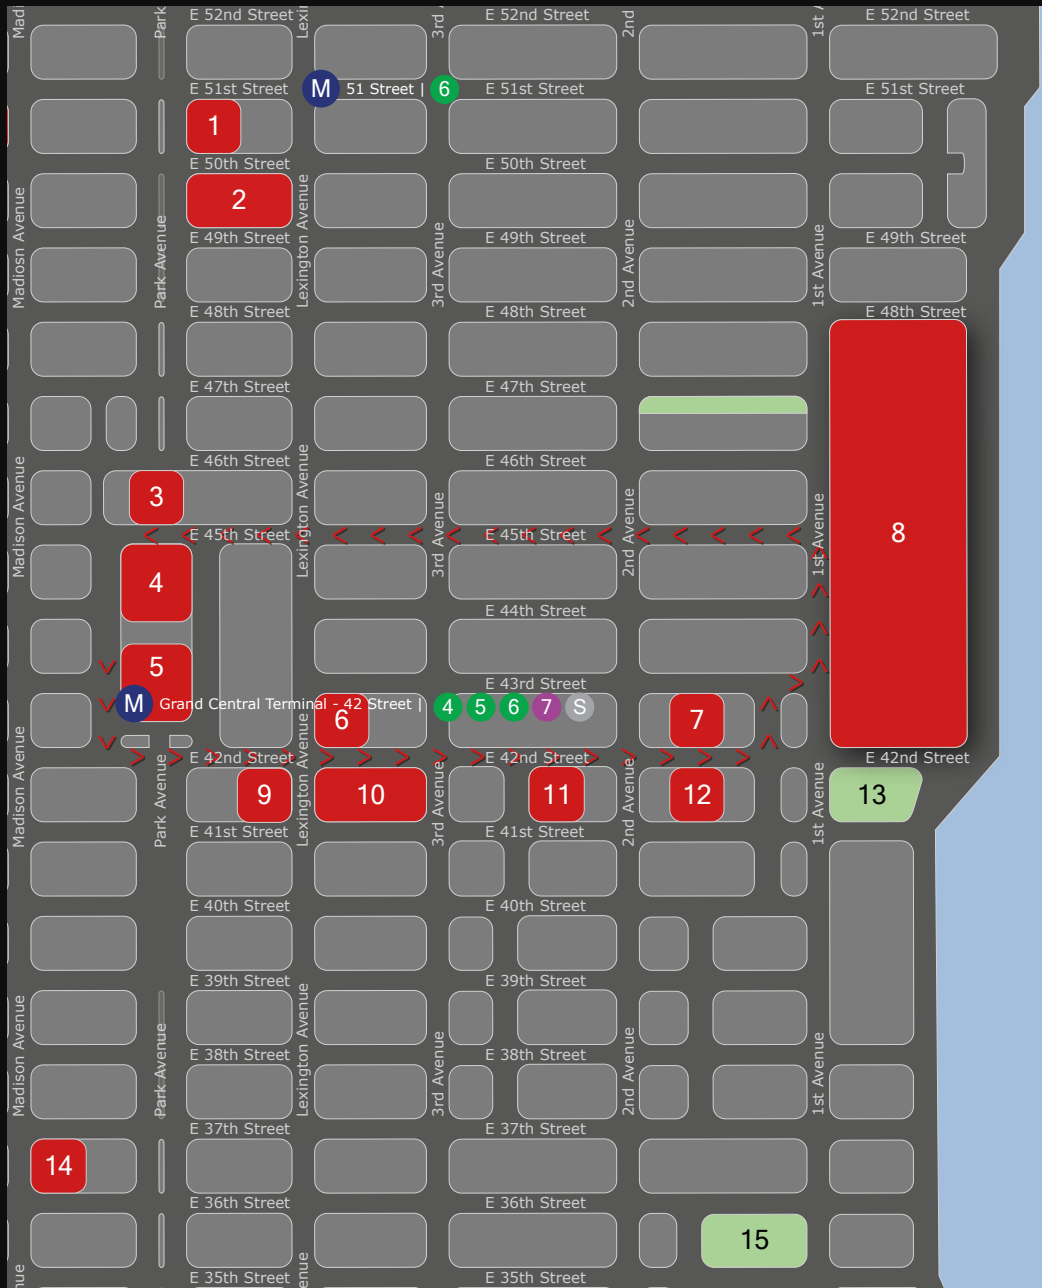 E 52nd Street
E 52nd Street
E 52nd Street
Madi
Park
Lexin
3rd A
2nd
1st A
E 51st Street
M 51 Street | 6
E 51st Street
E 51st Street
1
E 50th Street
E 50th Street
2
E 49th Street
E 49th Street
E 49th Street
Madiosn Avenue
Park Avenue
Lexington Avenue
3rd Avenue
2nd Avenue
1st Avenue
E 48th Street
E 48th Street
E 48th Street
E 47th Street
E 47th Street
E 46th Street
E 46th Street
3
E 45th Street
E 45th Street
Madison Avenue
Lexington Avenue
3rd Avenue
2nd Avenue
1st Avenue
8
4
E 44th Street
5
E 43rd Street
M Grand Central Terminal - 42 Street | 4 5 6 7 S
6
7
E 42nd Street
E 42nd Street
E 42nd Street
9
10
11
12
13
Madison Avenue
Park Avenue
Lexington Avenue
3rd Avenue
2nd Avenue
1st Avenue
E 41st Street
E 41st Street
E 40th Street
E 40th Street
E 39th Street
E 39th Street
E 38th Street
E 38th Street
Madison Avenue
Park Avenue
Lexington Avenue
3rd Avenue
2nd Avenue
1st Avenue
E 37th Street
E 37th Street
14
E 36th Street
E 36th Street
15
E 35th Street
E 35th Street
nue
enue